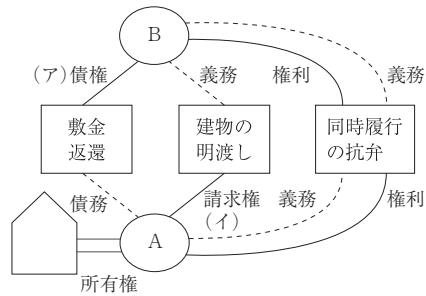 B
(ア)債権
義務
権利
義務
敷金
返還
建物の
明渡し
同時履行
の抗弁
債務
請求権
(イ)
義務
権利
A
所有権